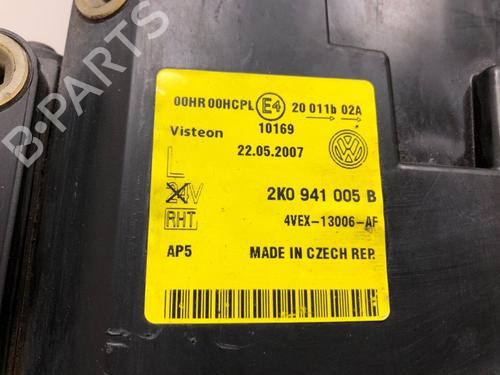 B-PARTS
00HR 00HCPL E4 20 011b 02A
Visteon 10169
22.05.2007
L
24V 2K0 941 005 B
RHT 4VEX-13006-AF
AP5 MADE IN CZECH REP.